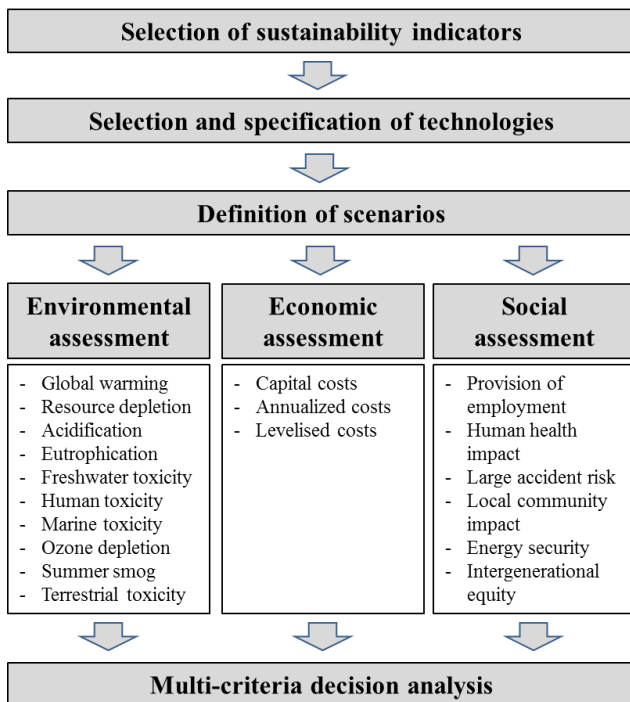 Selection of sustainability indicators
Selection and specification of technologies
Definition of scenarios
Environmental
assessment
- Global warming
- Resource depletion
- Acidification
- Eutrophication
- Freshwater toxicity
- Human toxicity
- Marine toxicity
- Ozone depletion
- Summer smog
- Terrestrial toxicity
Economic
assessment
- Capital costs
- Annualized costs
- Levelised costs
Social
assessment
- Provision of
employment
- Human health
impact
- Large accident risk
- Local community
impact
- Energy security
- Intergenerational
equity
Multi-criteria decision analysis